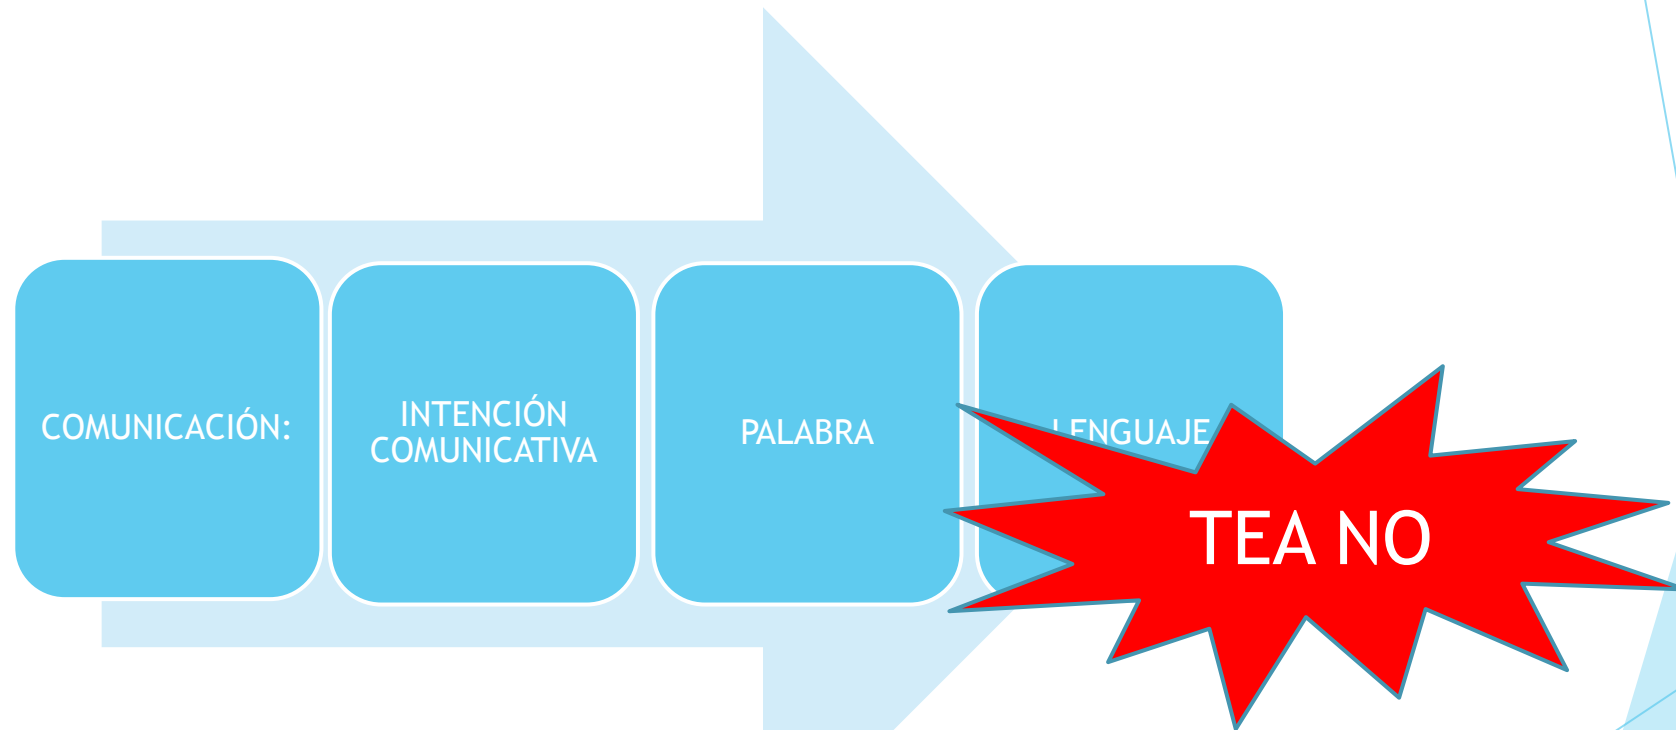 COMUNICACIÓN:
INTENCIÓN
COMUNICATIVA
PALABRA
LENGUAJE
TEA NO